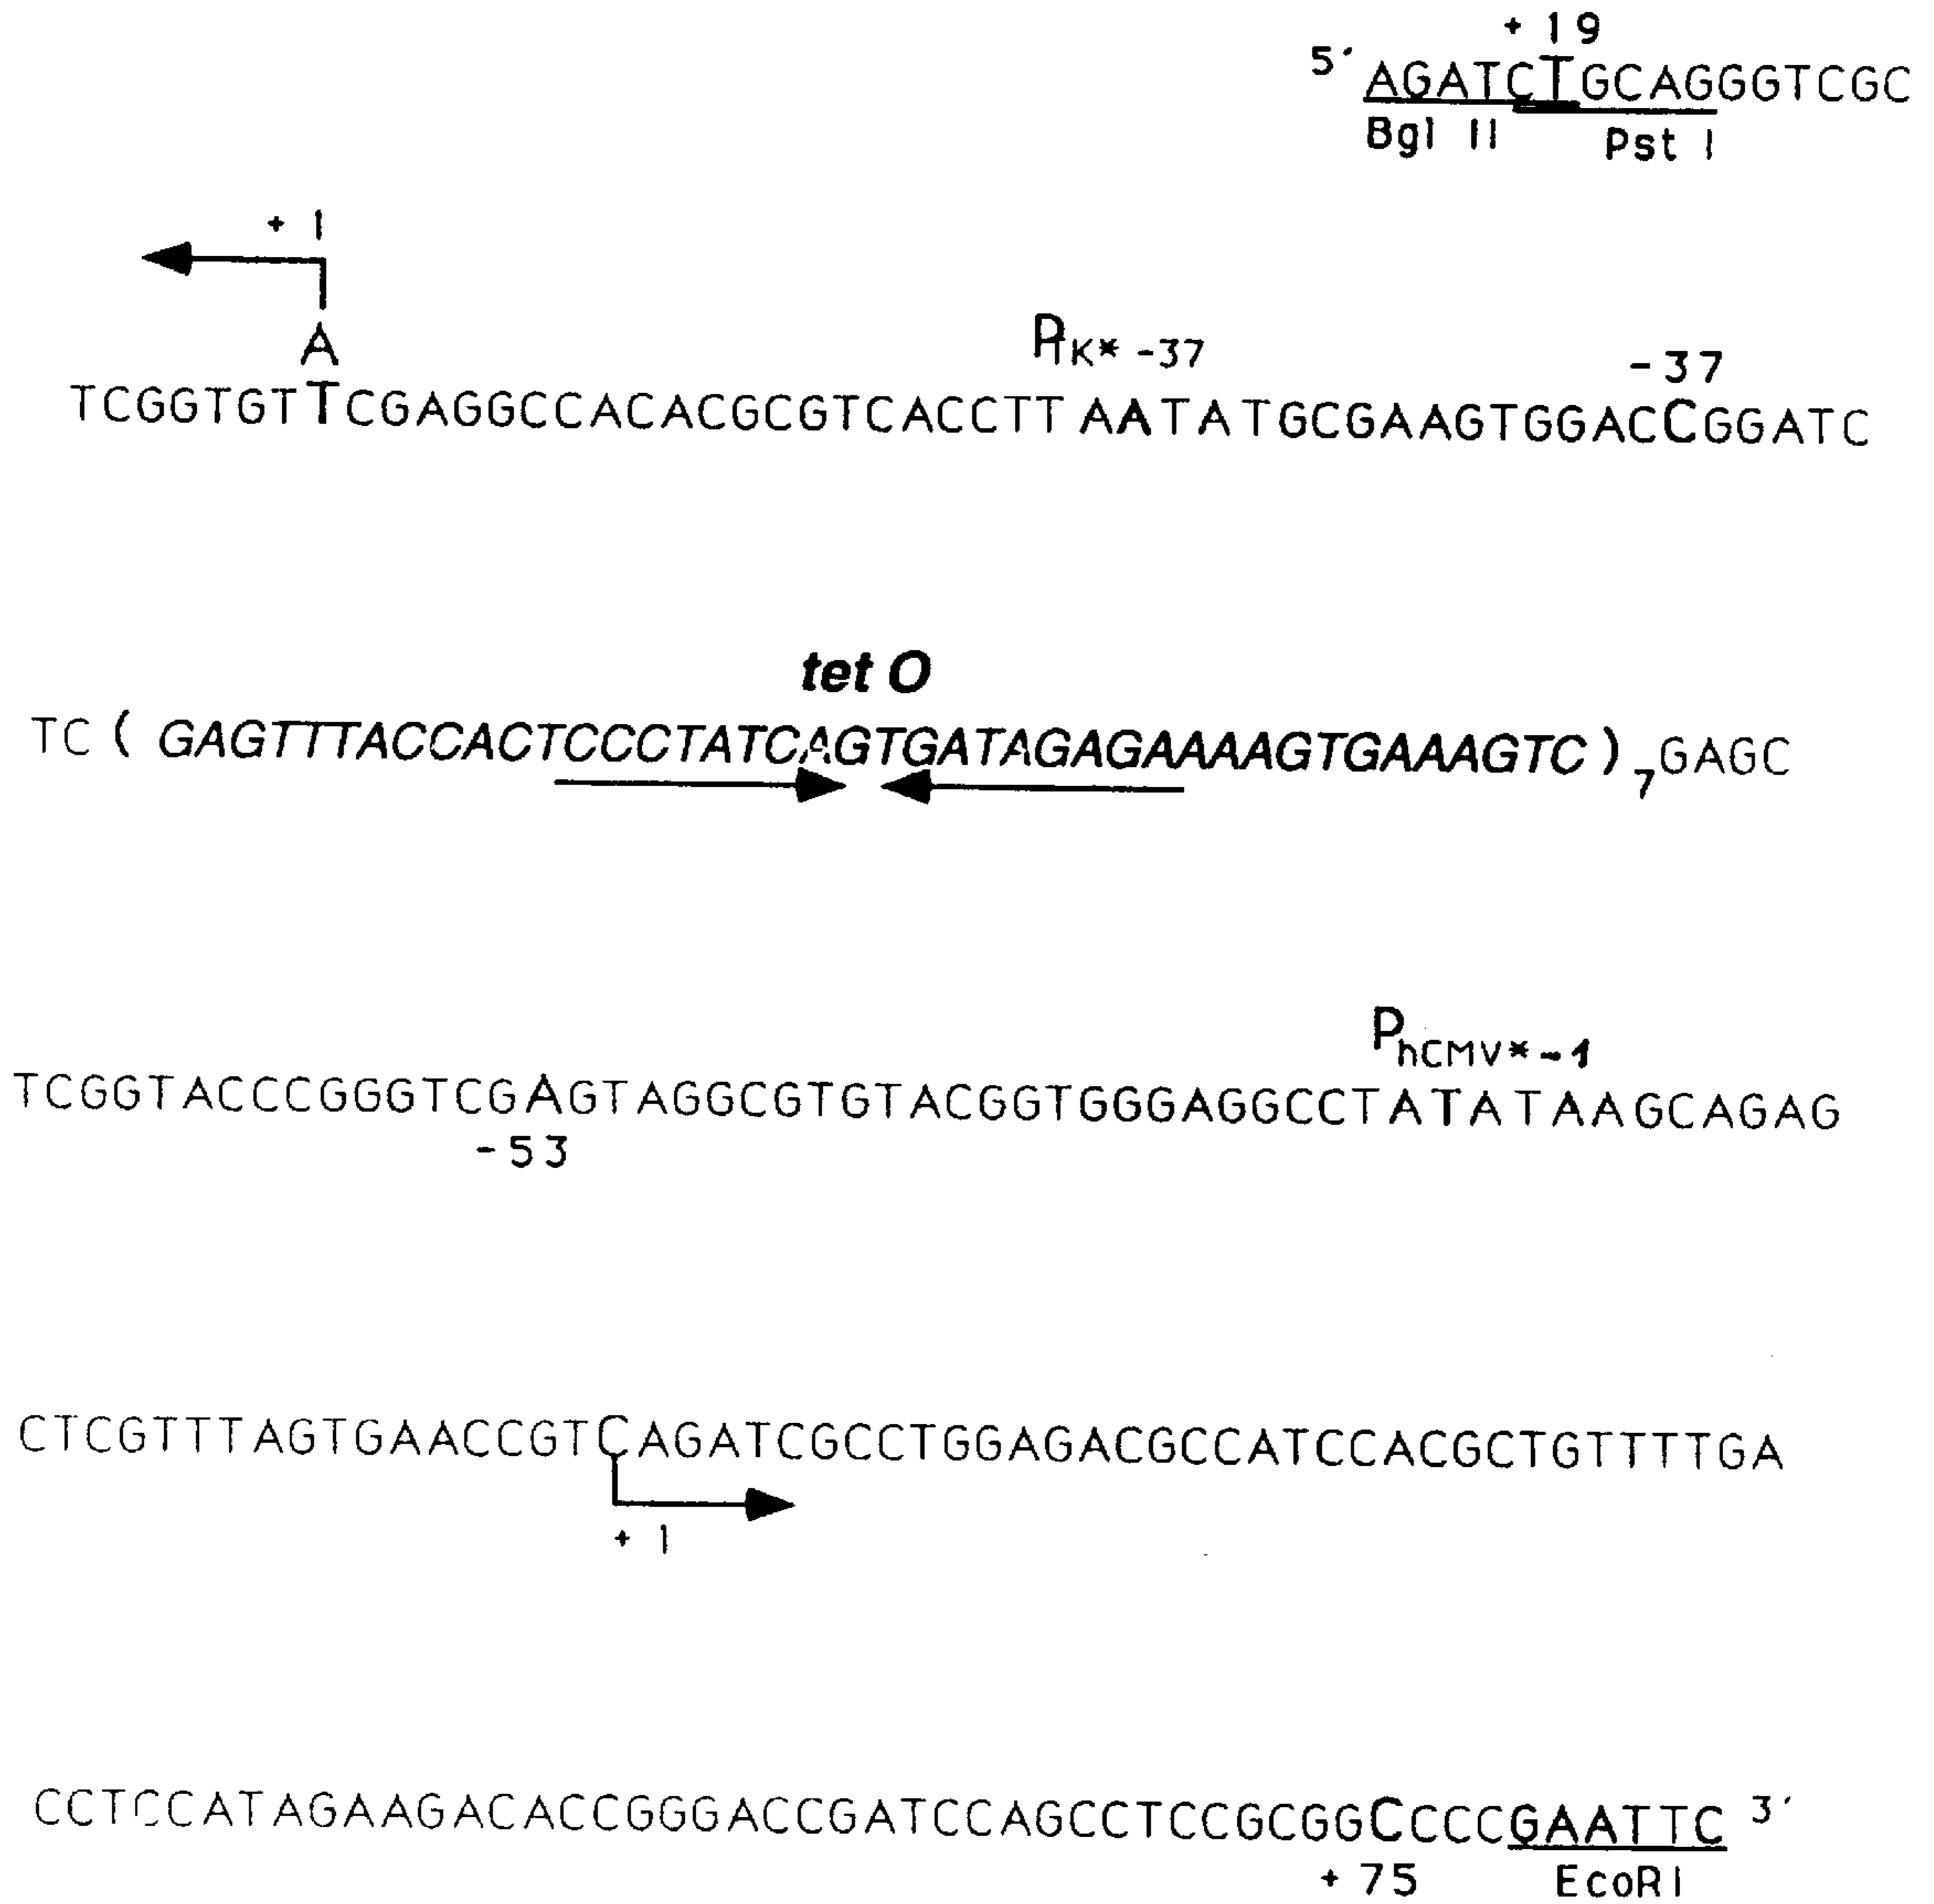 + 19
5´ AGATCTGCAGGGTCGC
Bgl II Pst I
+ 1
A
PTK* -37
-37
TCGGTGTTCGAGGCCACACGCGTCACCTTAATATGCGAAGTGGACCGGATC
tet O
TC ( GAGTTTACCACTCCCTATCAGTGATAGAGAAAAGTGAAAGTC ) 7 GAGC
PhCMV* -1
TCGGTACCCGGGTCGAGTAGGCGTGTACGGTGGGAGGCCTATATAAGCAGAG
-53
CTCGTTTAGTGAACCGTCAGATCGCCTGGAGACGCCATCCACGCTGTTTTGA
+ 1
CCTCCATAGAAGACACCGGGACCGATCCAGCCTCCGCGGCCCCGAATTC 3´
+ 75
EcoRI